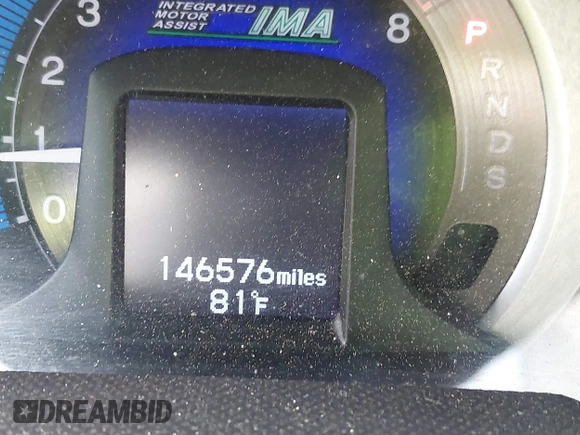 3
INTEGRATED
MOTOR
ASSIST
IMA
8
P
R
N
D
S
2
1
0
146576miles
81°F
DREAMBID